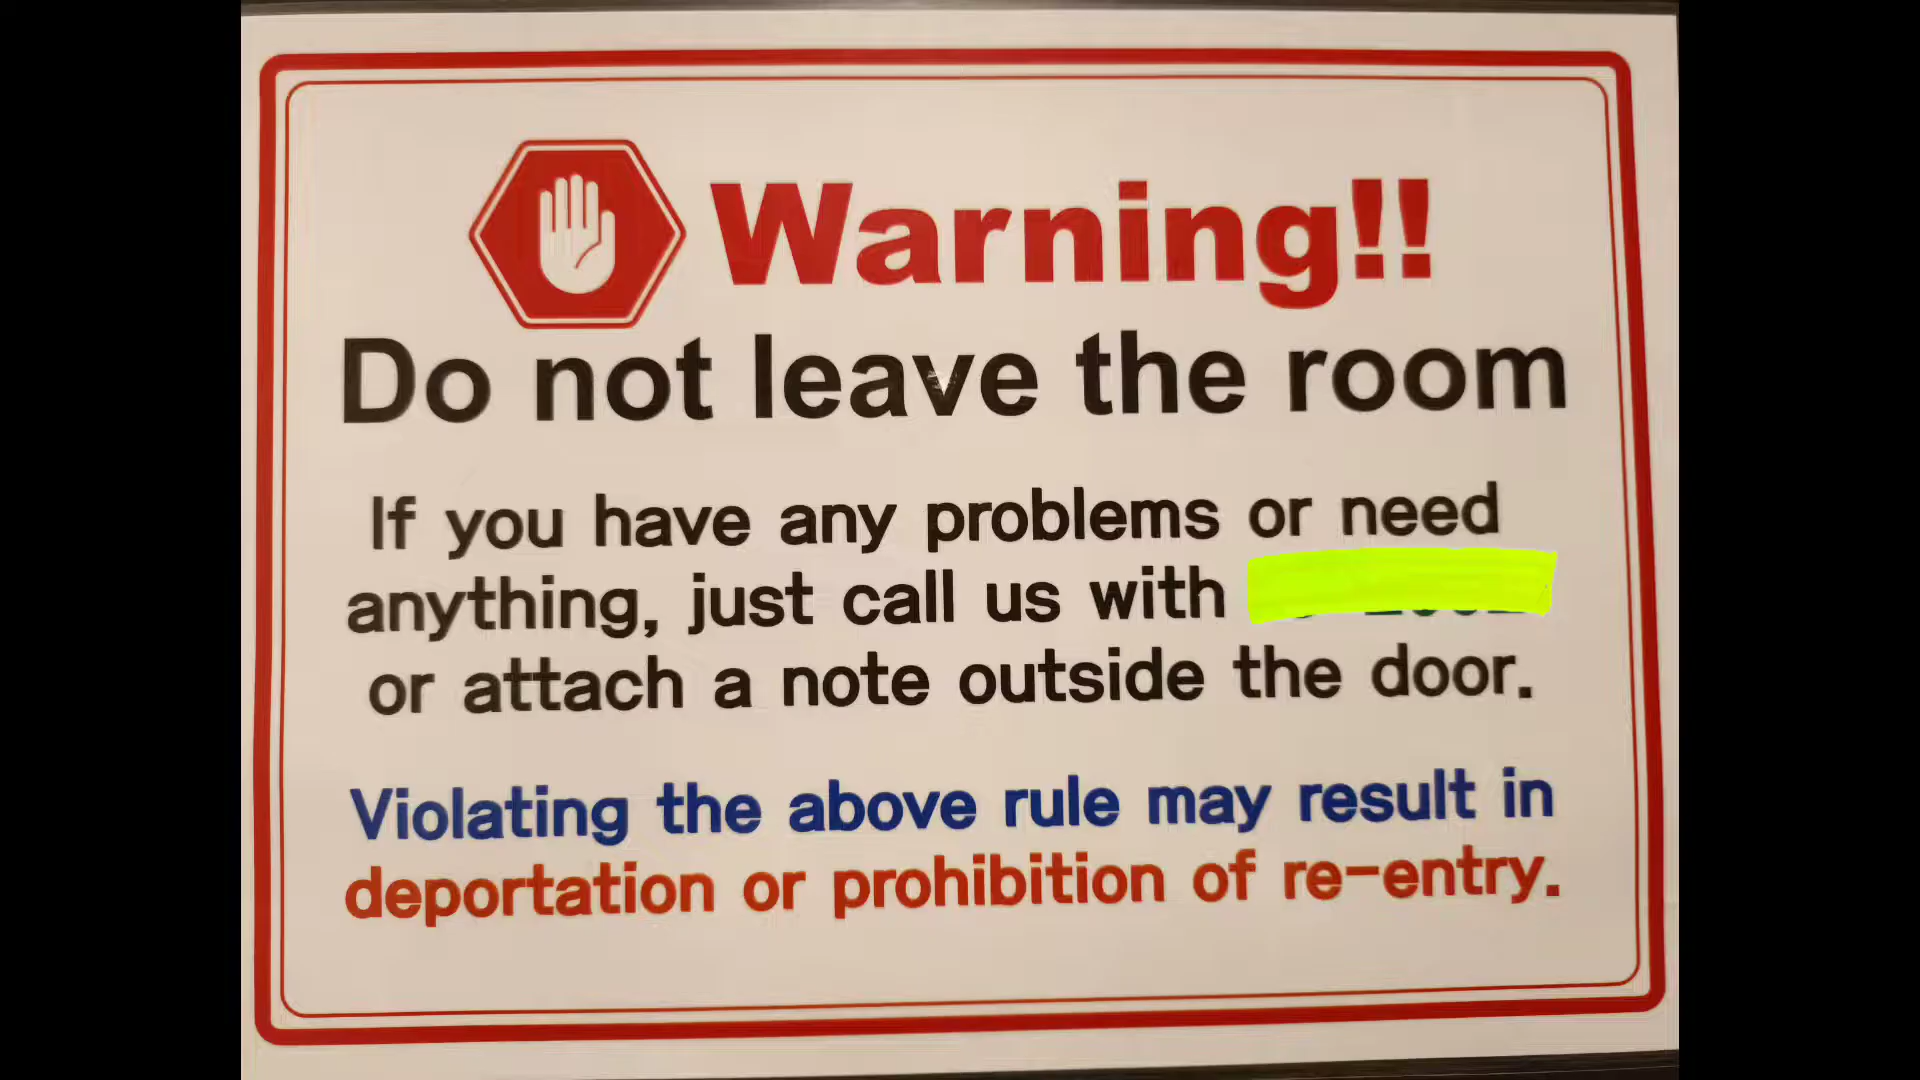 Warning!!
Do not leave the room
If you have any problems or need
anything, just call us with
or attach a note outside the door.
Violating the above rule may result in
deportation or prohibition of re-entry.